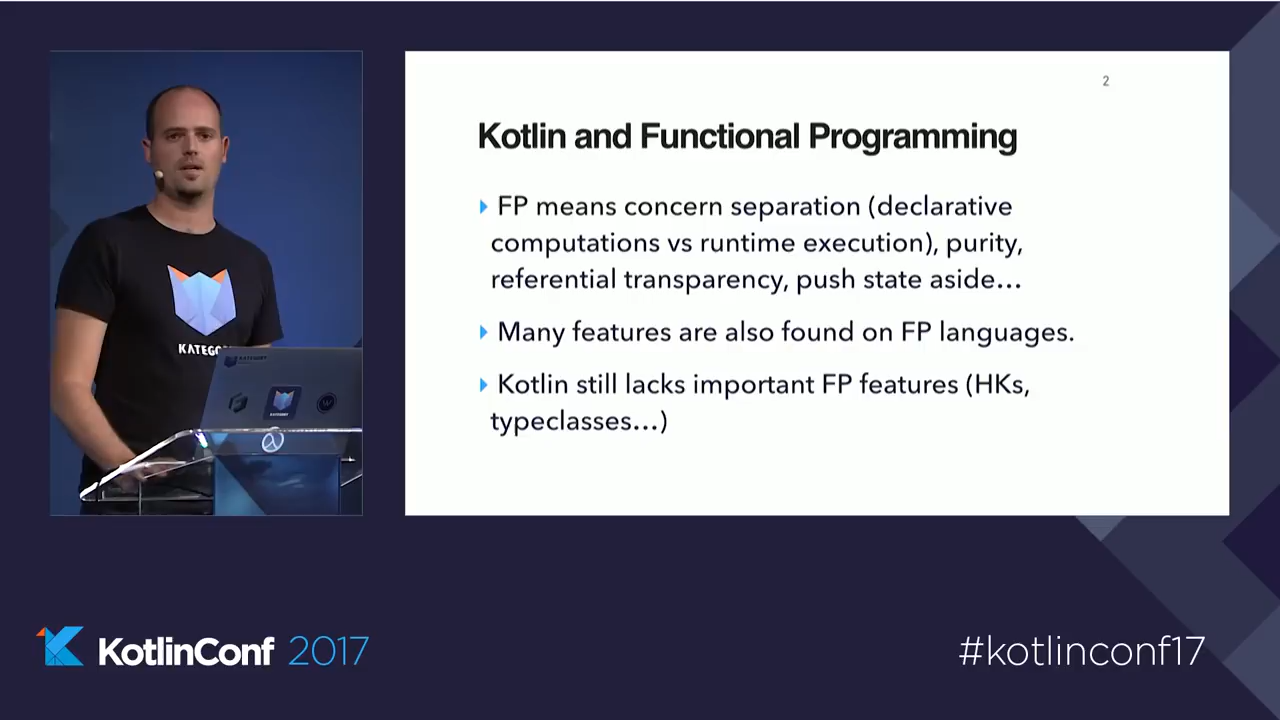 2
Kotlin and Functional Programming
FP means concern separation (declarative
computations vs runtime execution), purity,
referential transparency, push state aside…
Many features are also found on FP languages.
Kotlin still lacks important FP features (HKs,
typeclasses…)
KotlinConf 2017
#kotlinconf17